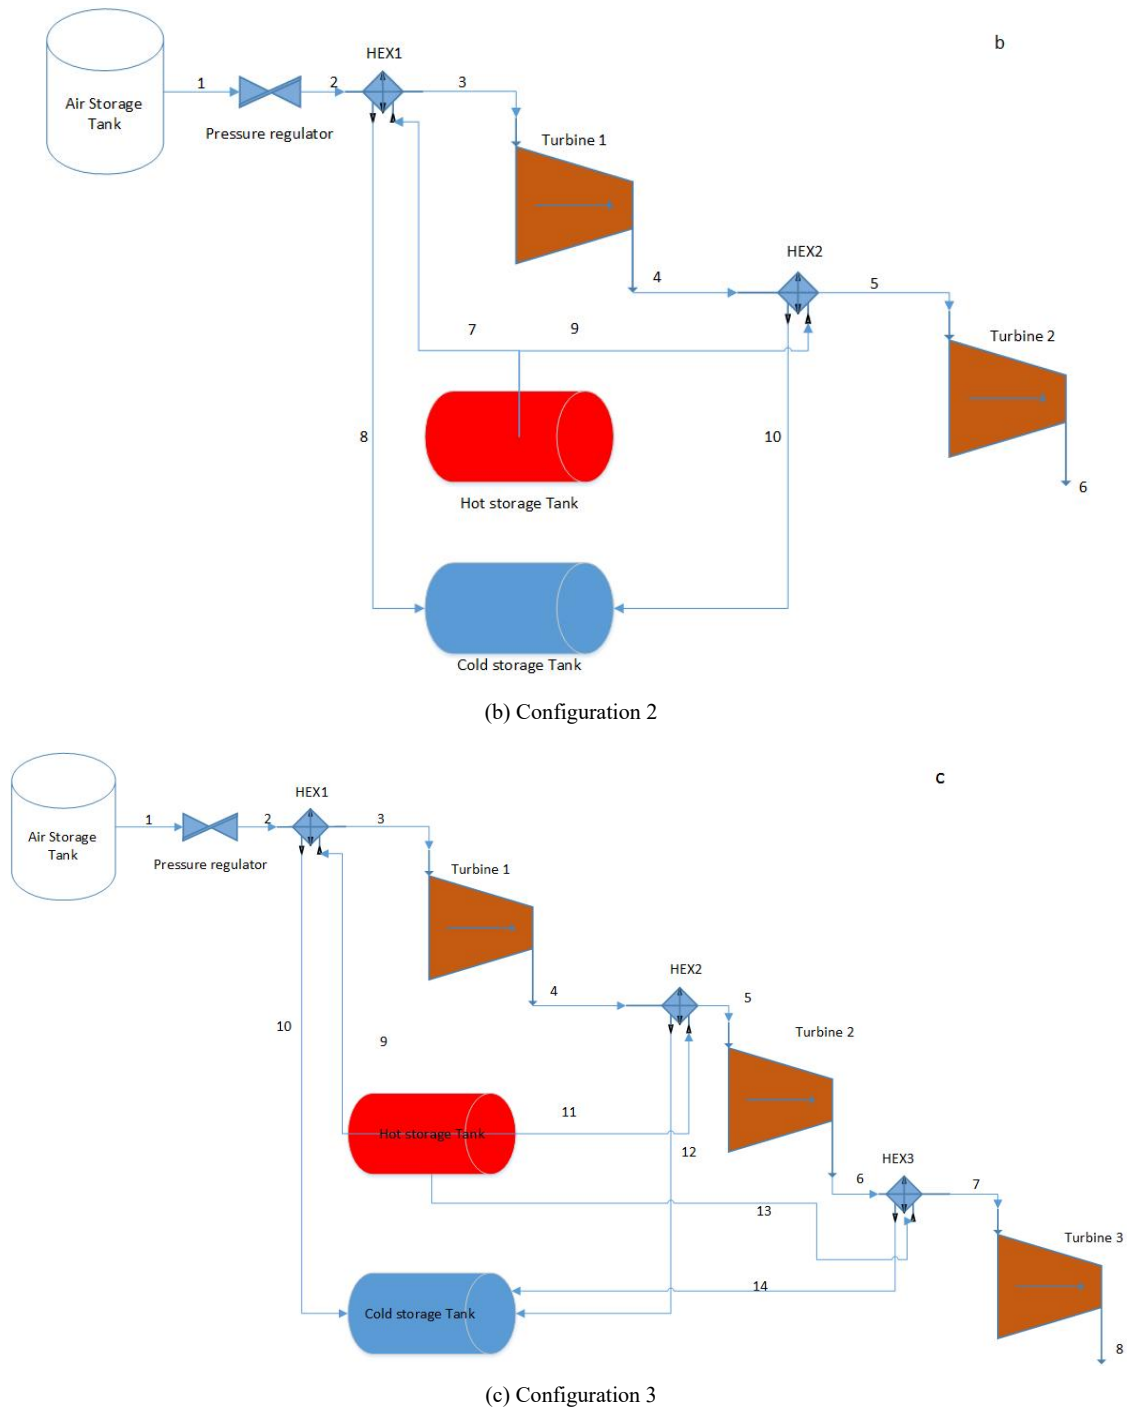 b
HEX1
1
2
3
Air Storage
Tank
Pressure regulator
Turbine 1
HEX2
4
5
7
9
Turbine 2
8
10
6
Hot storage Tank
Cold storage Tank
(b) Configuration 2
c
HEX1
1
2
3
Air Storage
Tank
Pressure regulator
Turbine 1
HEX2
4
5
10
9
Turbine 2
11
Hot storage Tank
12
HEX3
6
7
13
Turbine 3
14
Cold storage Tank
8
(c) Configuration 3